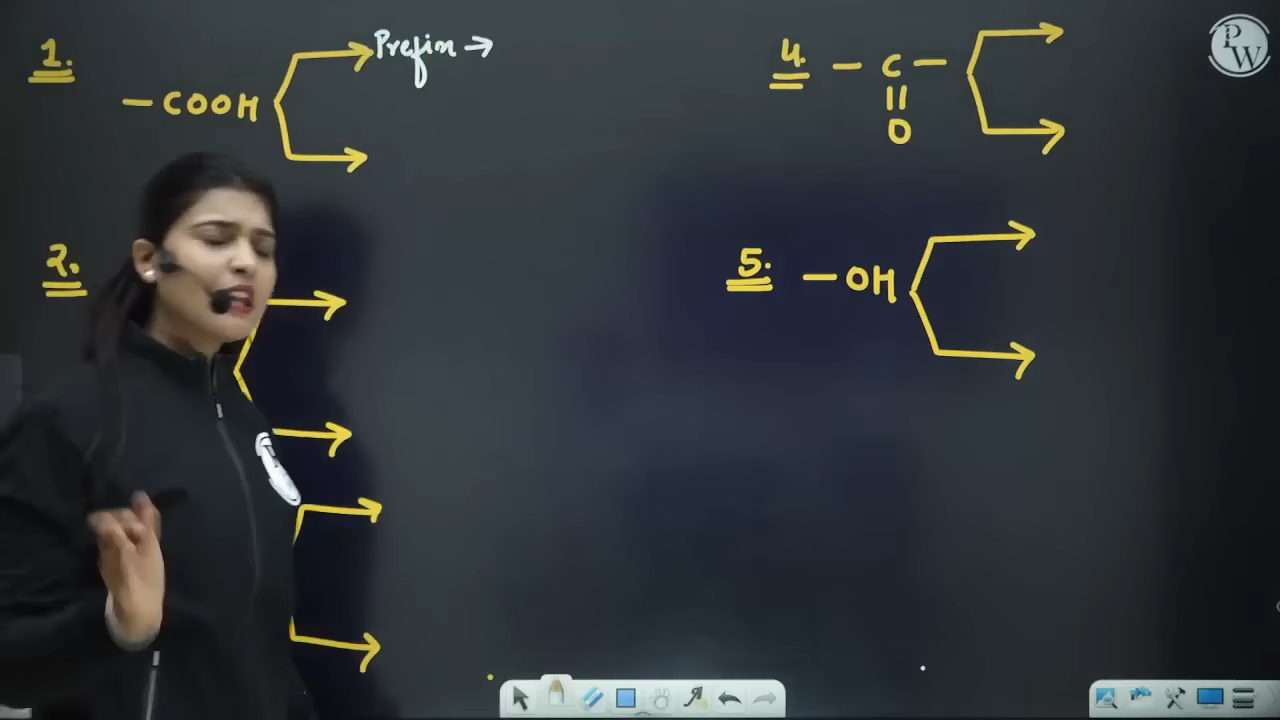 1.
Prefix →
— COOH
2.
4. — C —
||
O
5. — OH
PW